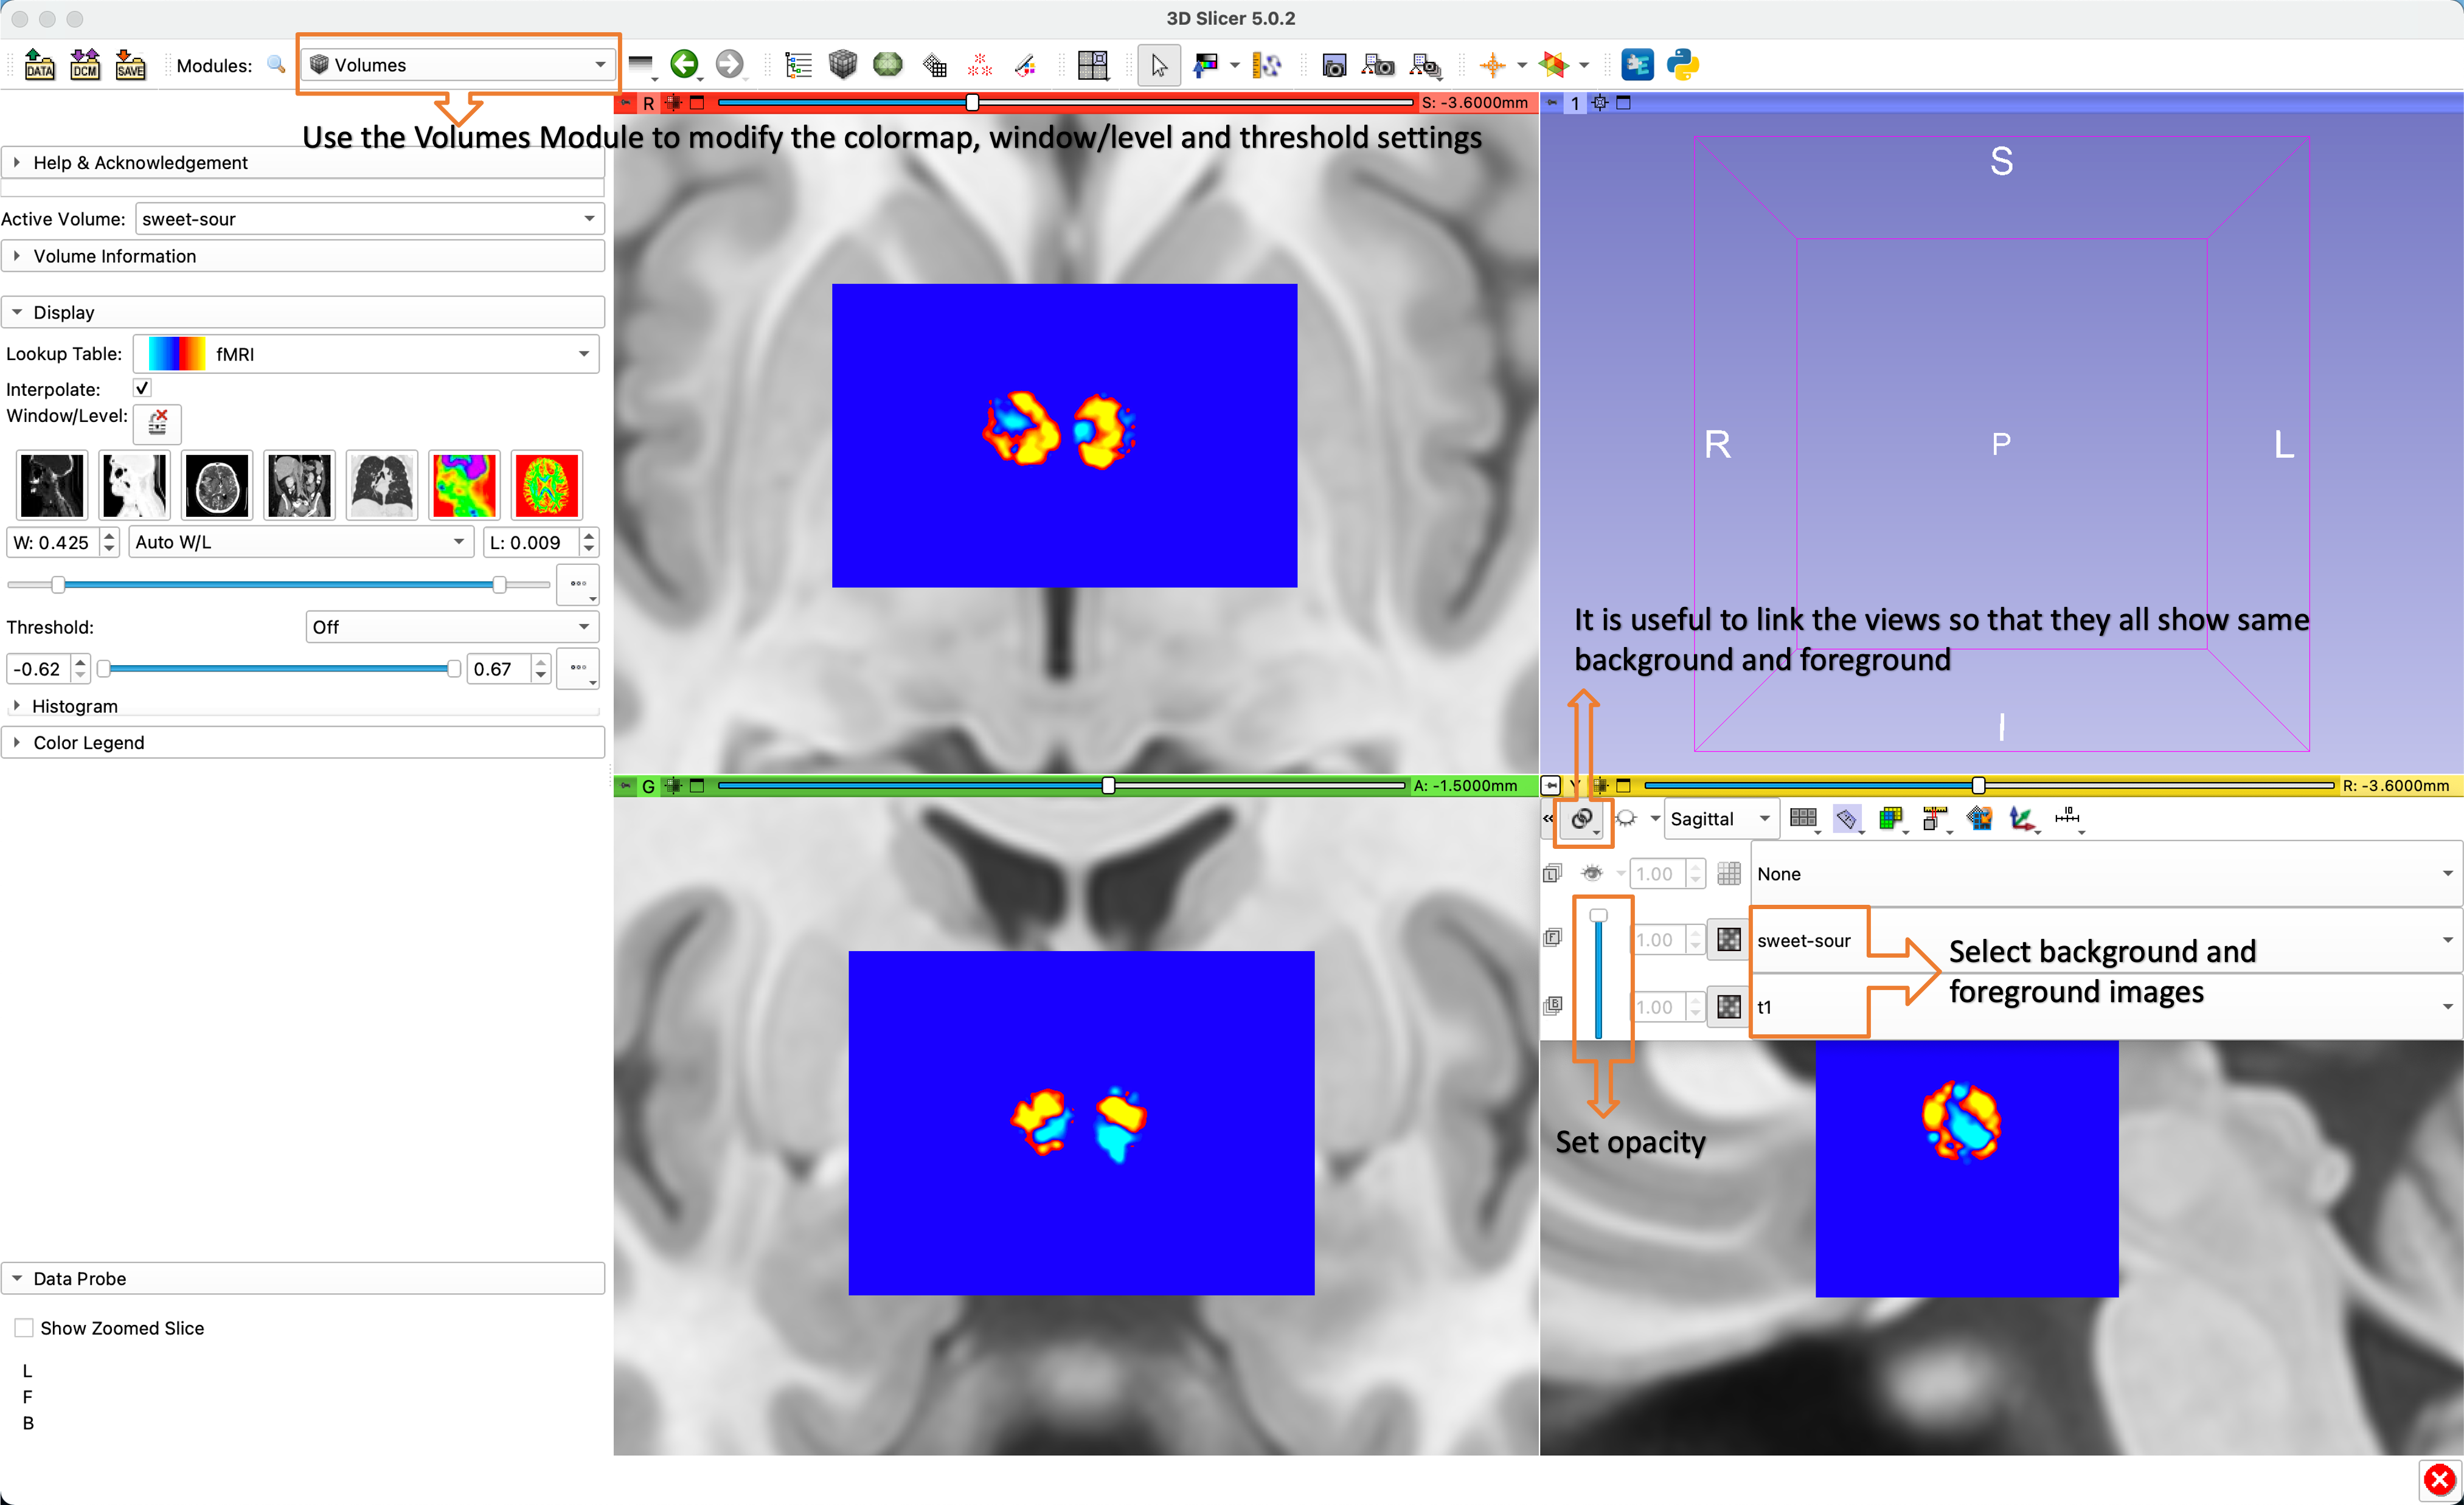 3D Slicer 5.0.2
DATA
DCM
SAVE
Modules:
Volumes
R
S: -3.6000mm
1
Use the Volumes Module to modify the colormap, window/level and threshold settings
Help & Acknowledgement
Active Volume:
sweet-sour
Volume Information
Display
Lookup Table:
fMRI
Interpolate:
Window/Level:
W: 0.425
Auto W/L
L: 0.009
Threshold:
Off
-0.62
0.67
Histogram
Color Legend
S
R
P
L
I
It is useful to link the views so that they all show same
background and foreground
G
A: -1.5000mm
Y
R: -3.6000mm
Sagittal
L
1.00
None
F
1.00
sweet-sour
B
1.00
t1
Select background and
foreground images
Set opacity
Data Probe
Show Zoomed Slice
L
F
B